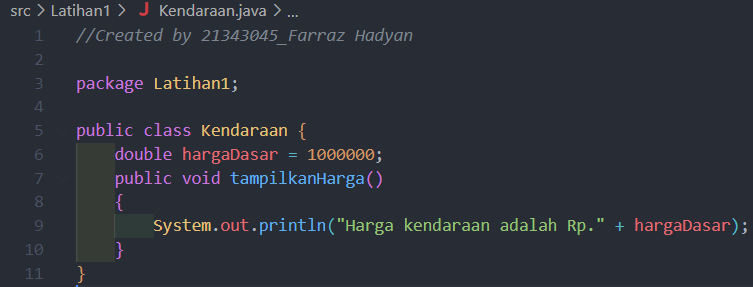 src > Latihan1 > J Kendaraan.java > ...
1 //Created by 21343045_Farraz Hadyan
2
3 package Latihan1;
4
5 public class Kendaraan {
6 double hargaDasar = 1000000;
7 public void tampilkanHarga()
8 {
9 System.out.println("Harga kendaraan adalah Rp." + hargaDasar);
10 }
11 }